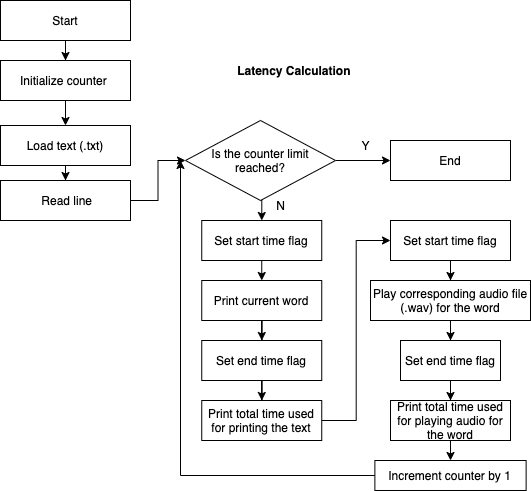 Start
Initialize counter
Load text (.txt)
Read line
Latency Calculation
Is the counter limit
reached?
Y
End
N
Set start time flag
Print current word
Set end time flag
Print total time used
for printing the text
Set start time flag
Play corresponding audio file
(.wav) for the word
Set end time flag
Print total time used
for playing audio for
the word
Increment counter by 1